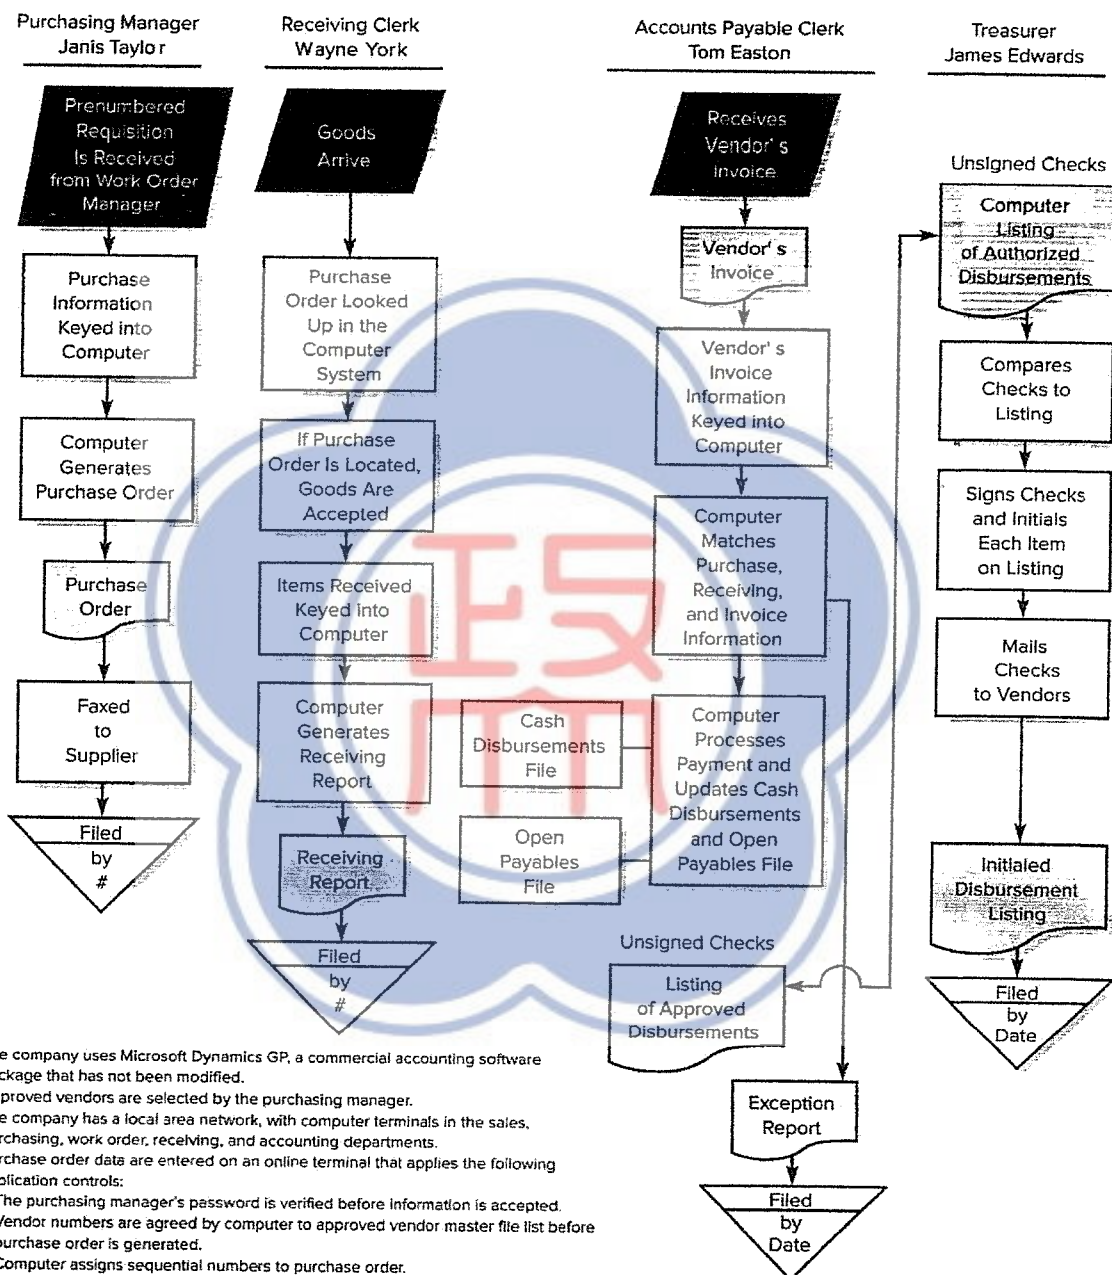 Purchasing Manager
Janis Taylor
Prenumbered
Requisition
Is Received
from Work Order
Manager
Purchase
Information
Keyed into
Computer
Computer
Generates
Purchase Order
Purchase
Order
Faxed
to
Supplier
Filed
by
#
Receiving Clerk
Wayne York
Goods
Arrive
Purchase
Order Looked
Up in the
Computer
System
If Purchase
Order Is Located,
Goods Are
Accepted
Items Received
Keyed into
Computer
Computer
Generates
Receiving
Report
Receiving
Report
Filed
by
#
Accounts Payable Clerk
Tom Easton
Receives
Vendor's
Invoice
Vendor's
Invoice
Vendor's
Invoice
Information
Keyed into
Computer
Computer
Matches
Purchase,
Receiving,
and Invoice
Information
Cash
Disbursements
File
Open
Payables
File
Computer
Processes
Payment and
Updates Cash
Disbursements
and Open
Payables File
Unsigned Checks
Listing
of Approved
Disbursements
Exception
Report
Filed
by
Date
Treasurer
James Edwards
Unsigned Checks
Computer
Listing
of Authorized
Disbursements
Compares
Checks to
Listing
Signs Checks
and Initials
Each Item
on Listing
Mails
Checks
to Vendors
Initialed
Disbursement
Listing
Filed
by
Date
e company uses Microsoft Dynamics GP, a commercial accounting software
ckage that has not been modified.
proved vendors are selected by the purchasing manager.
e company has a local area network, with computer terminals in the sales,
rchasing, work order, receiving, and accounting departments.
rchase order data are entered on an online terminal that applies the following
plication controls:
The purchasing manager's password is verified before information is accepted.
Vendor numbers are agreed by computer to approved vendor master file list before
purchase order is generated.
Computer assigns sequential numbers to purchase order.